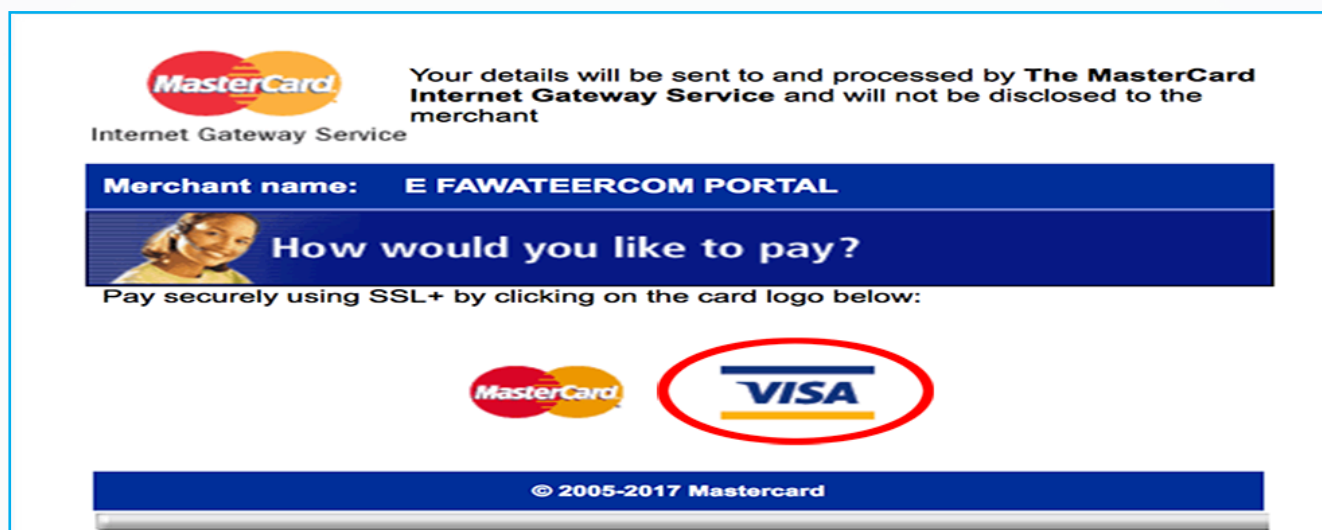 MasterCard
Internet Gateway Service
Your details will be sent to and processed by The MasterCard
Internet Gateway Service and will not be disclosed to the
merchant
Merchant name: E FAWATEERCOM PORTAL
How would you like to pay?
Pay securely using SSL+ by clicking on the card logo below:
MasterCard VISA
© 2005-2017 Mastercard